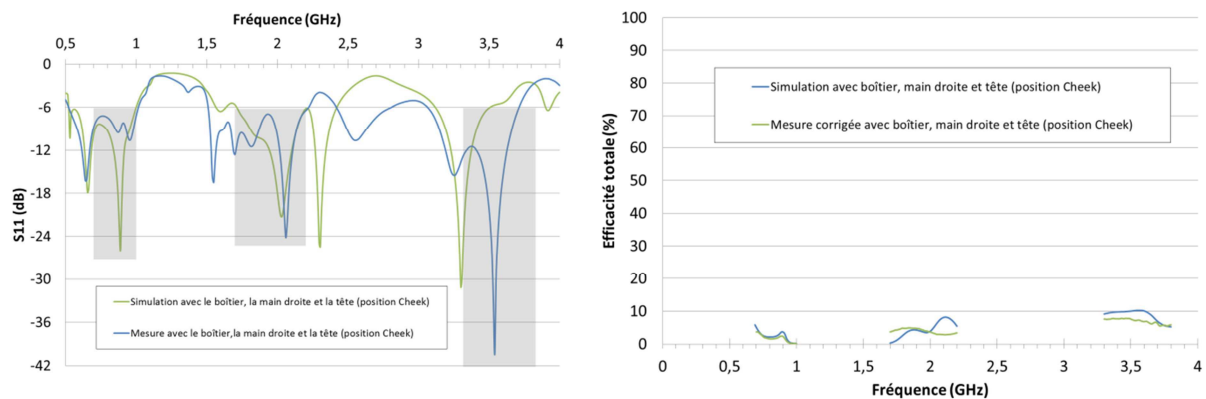 Fréquence (GHz)
0,5 1 1,5 2 2,5 3 3,5 4
0
-6
-12
-18
-24
-30
-36
-42
S11 (dB)
Simulation avec le boîtier, la main droite et la tête (position Cheek)
Mesure avec le boîtier,la main droite et la tête (position Cheek)
100
90
80
70
60
50
40
30
20
10
0
Efficacité totale (%)
Simulation avec boîtier, main droite et tête (position Cheek)
Mesure corrigée avec boîtier, main droite et tête (position Cheek)
0 0,5 1 1,5 2 2,5 3 3,5 4
Fréquence (GHz)